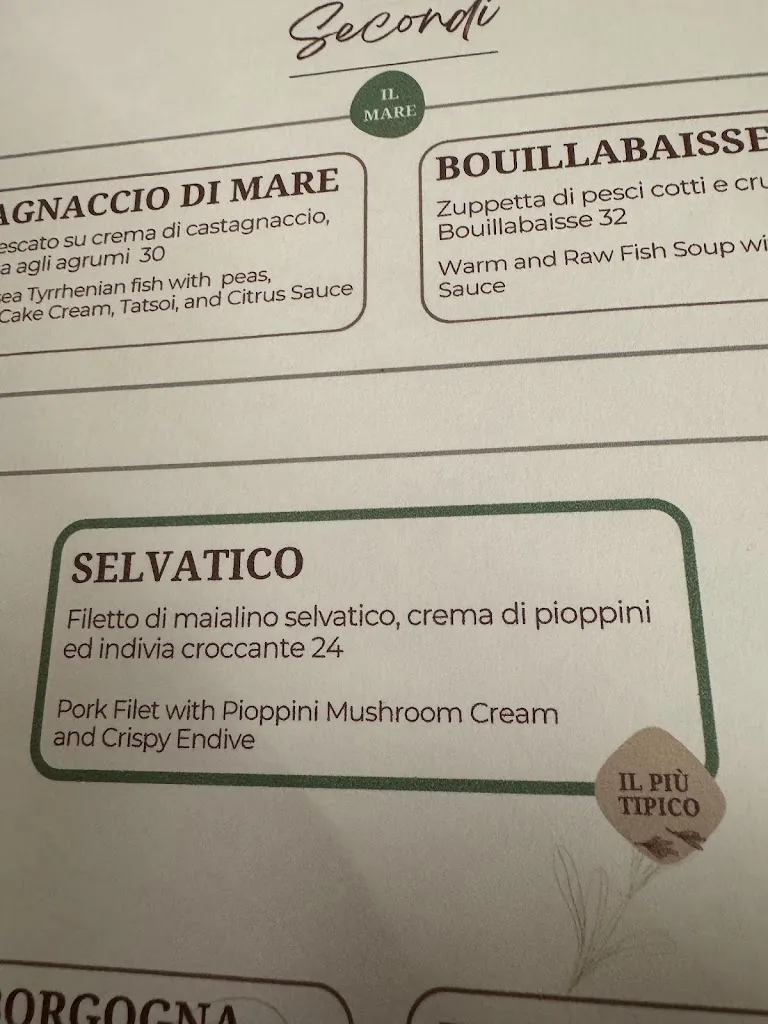 Secondi
IL
MARE
AGNACCIO DI MARE
escato su crema di castagnaccio,
a agli agrumi 30
sea Tyrrhenian fish with peas,
Cake Cream, Tatsoi, and Citrus Sauce
BOUILLABAISSE
Zuppetta di pesci cotti e cru
Bouillabaisse 32
Warm and Raw Fish Soup wi
Sauce
SELVATICO
Filetto di maialino selvatico, crema di pioppini
ed indivia croccante 24
Pork Filet with Pioppini Mushroom Cream
and Crispy Endive
IL PIÙ
TIPICO
BORGOGNA